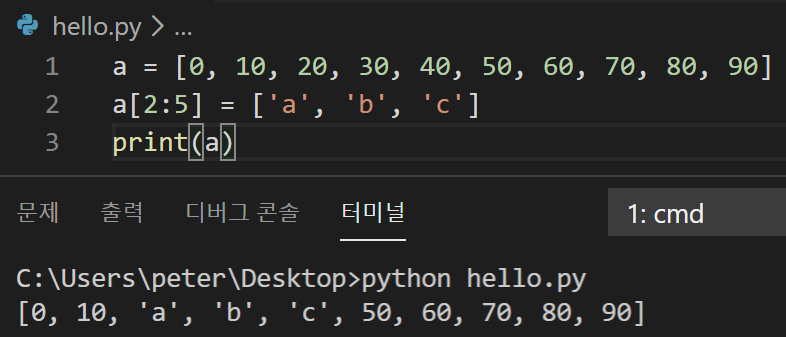 hello.py > ...
1 a = [0, 10, 20, 30, 40, 50, 60, 70, 80, 90]
2 a[2:5] = ['a', 'b', 'c']
3 print(a)
문제 출력 디버그 콘솔 터미널 1: cmd
C:\Users\peter\Desktop>python hello.py
[0, 10, 'a', 'b', 'c', 50, 60, 70, 80, 90]